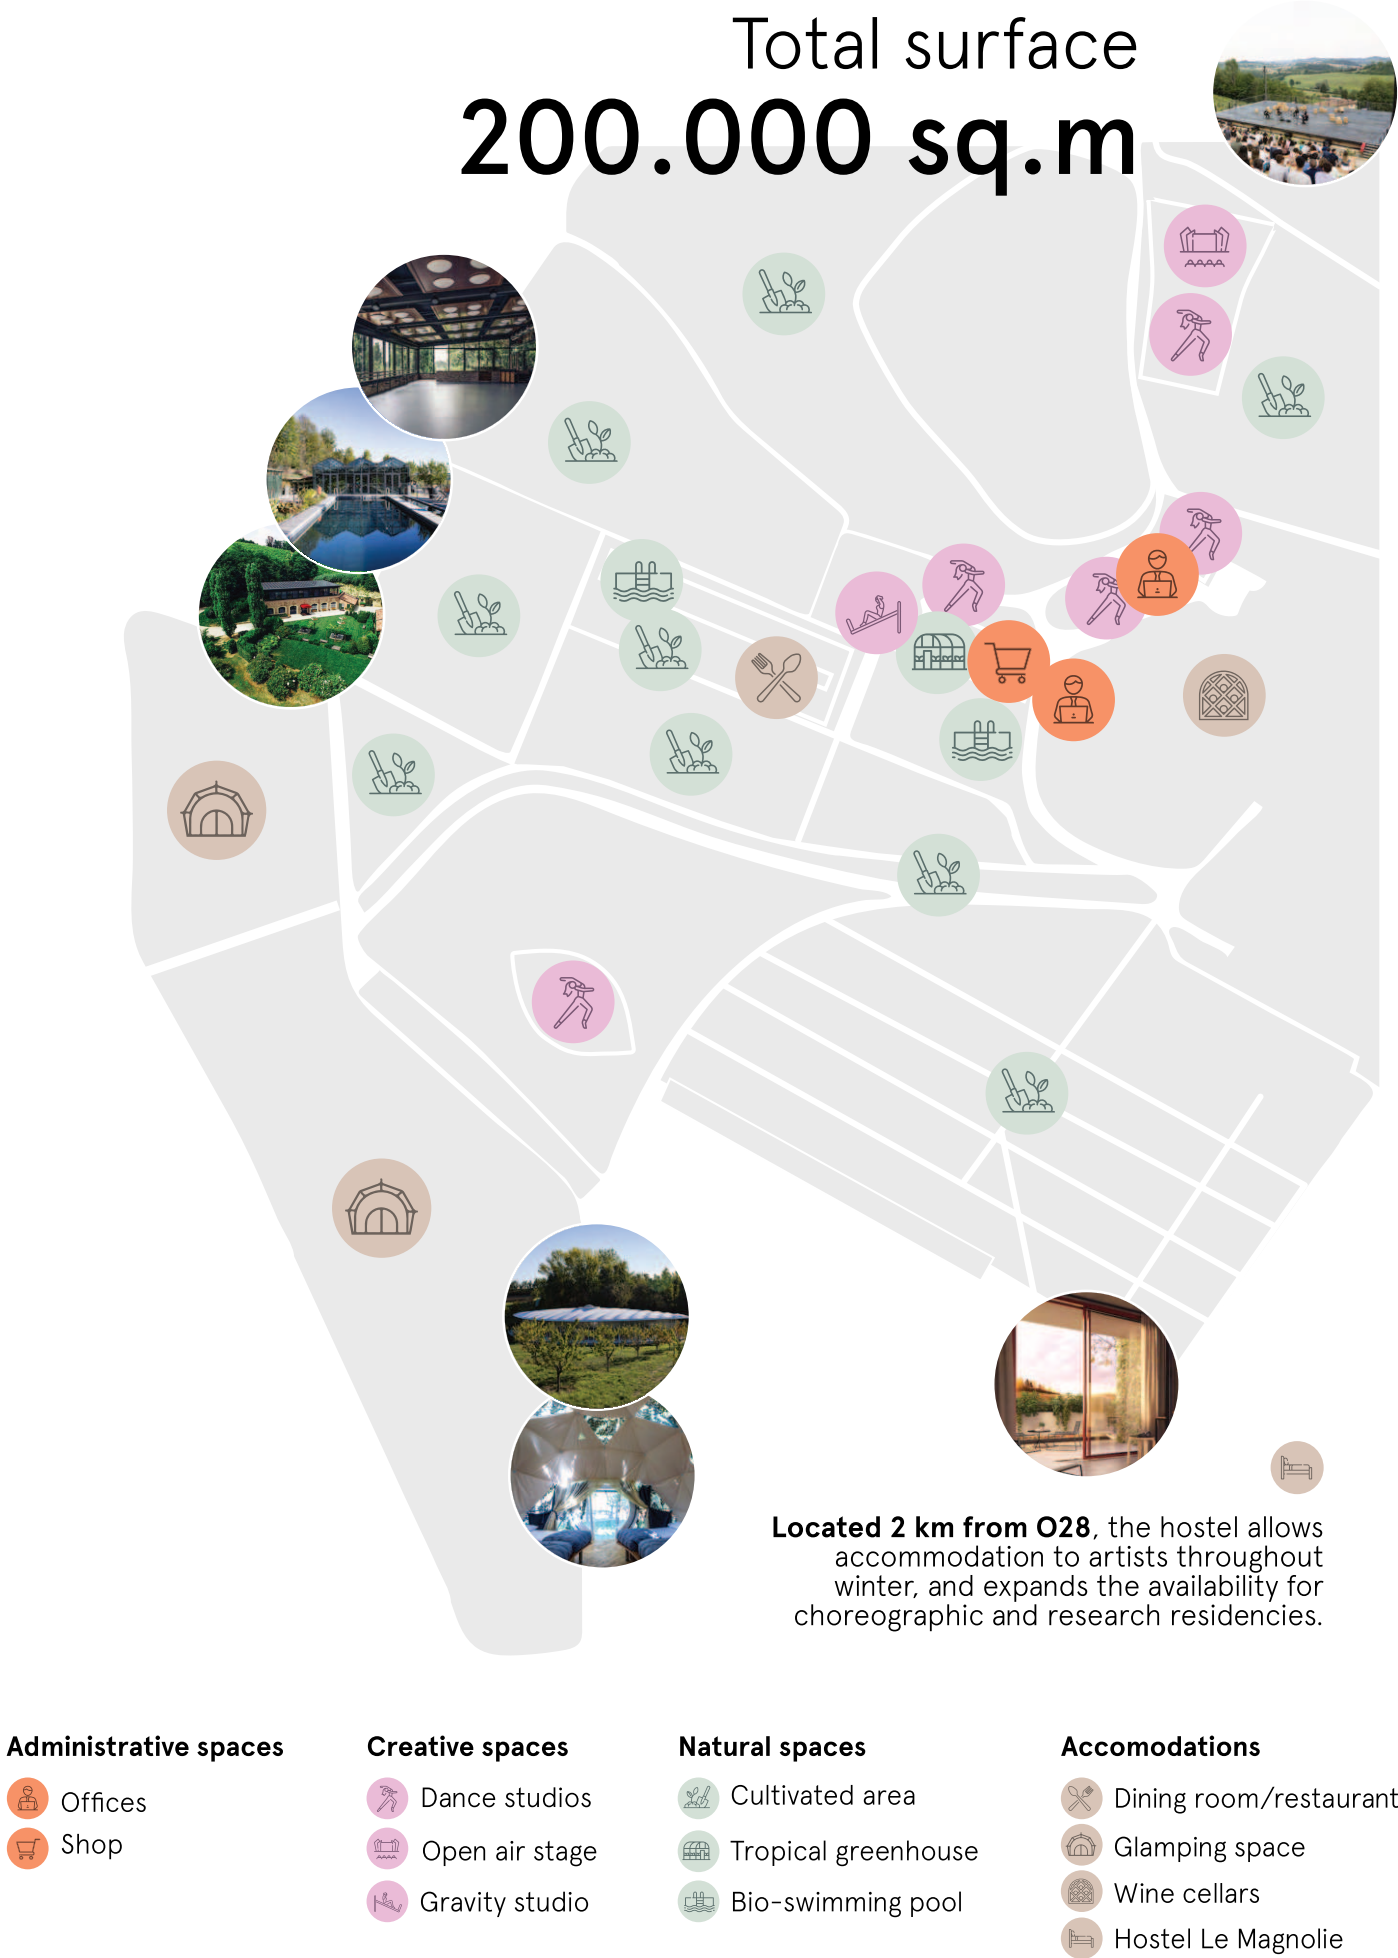 Total surface
200.000 sq.m
Located 2 km from O28, the hostel allows
accommodation to artists throughout
winter, and expands the availability for
choreographic and research residencies.
Administrative spaces
Offices
Shop
Creative spaces
Dance studios
Open air stage
Gravity studio
Natural spaces
Cultivated area
Tropical greenhouse
Bio-swimming pool
Accomodations
Dining room/restaurant
Glamping space
Wine cellars
Hostel Le Magnolie